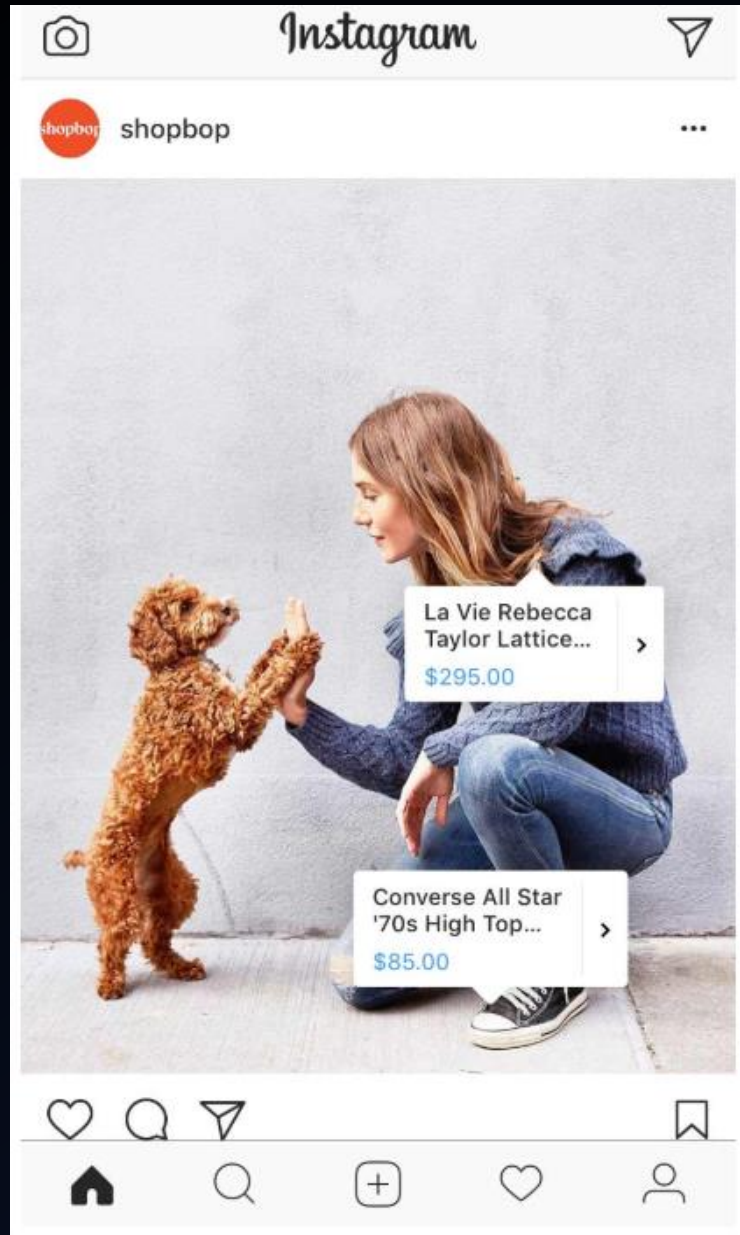 Instagram
shopbop
shopbop
La Vie Rebecca
Taylor Lattice...
$295.00
Converse All Star
'70s High Top...
$85.00